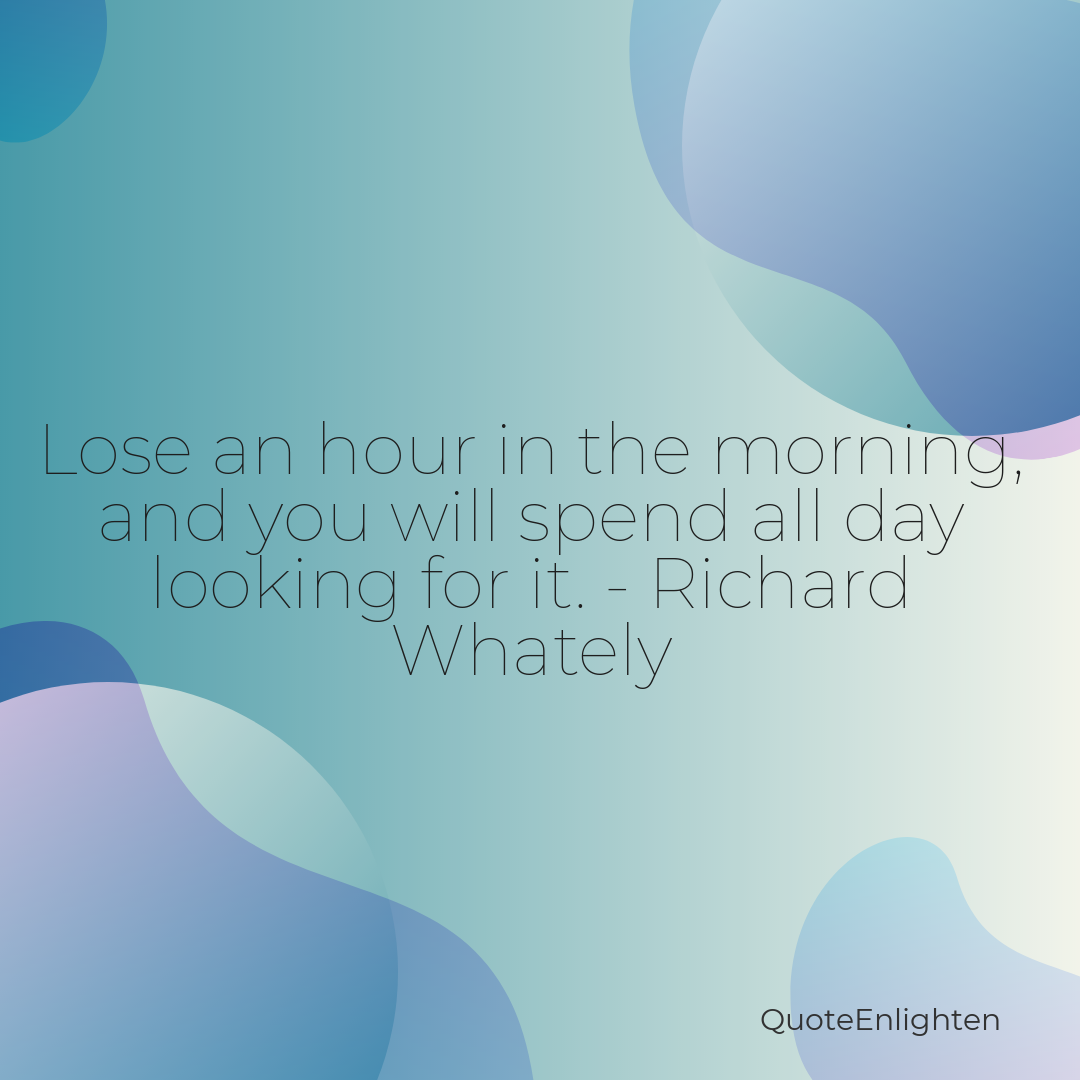 Lose an hour in the morning,
and you will spend all day
looking for it. - Richard
Whately
QuoteEnlighten